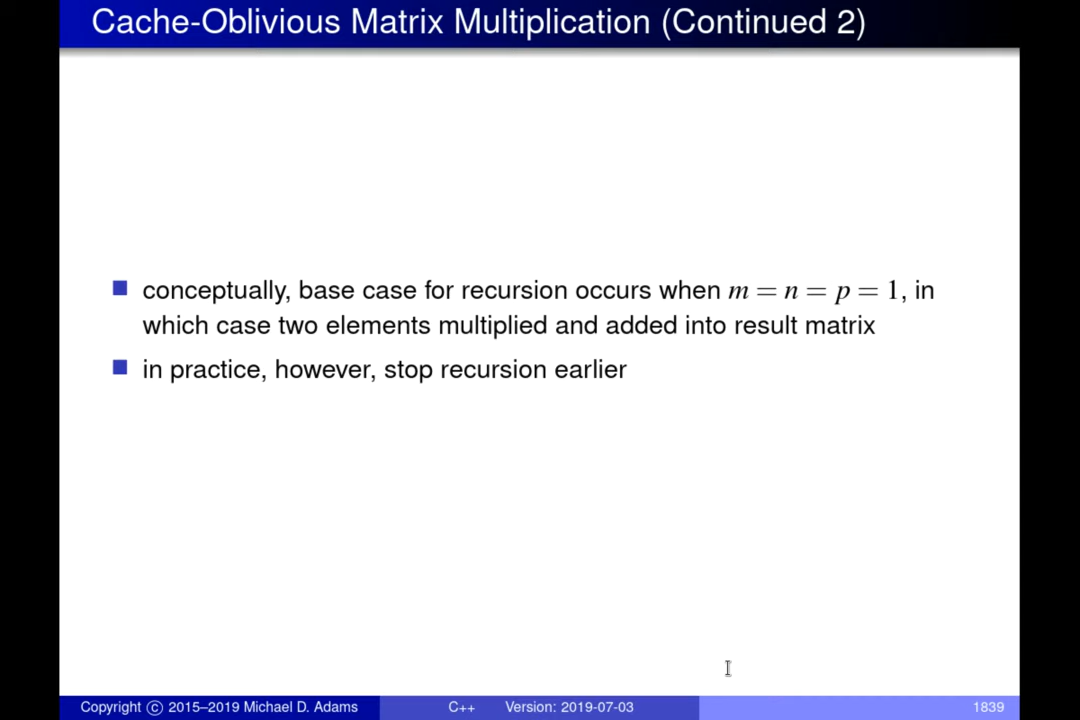 Cache-Oblivious Matrix Multiplication (Continued 2)
conceptually, base case for recursion occurs when m = n = p = 1, in
which case two elements multiplied and added into result matrix
in practice, however, stop recursion earlier
Copyright © 2015–2019 Michael D. Adams C++ Version: 2019-07-03 1839